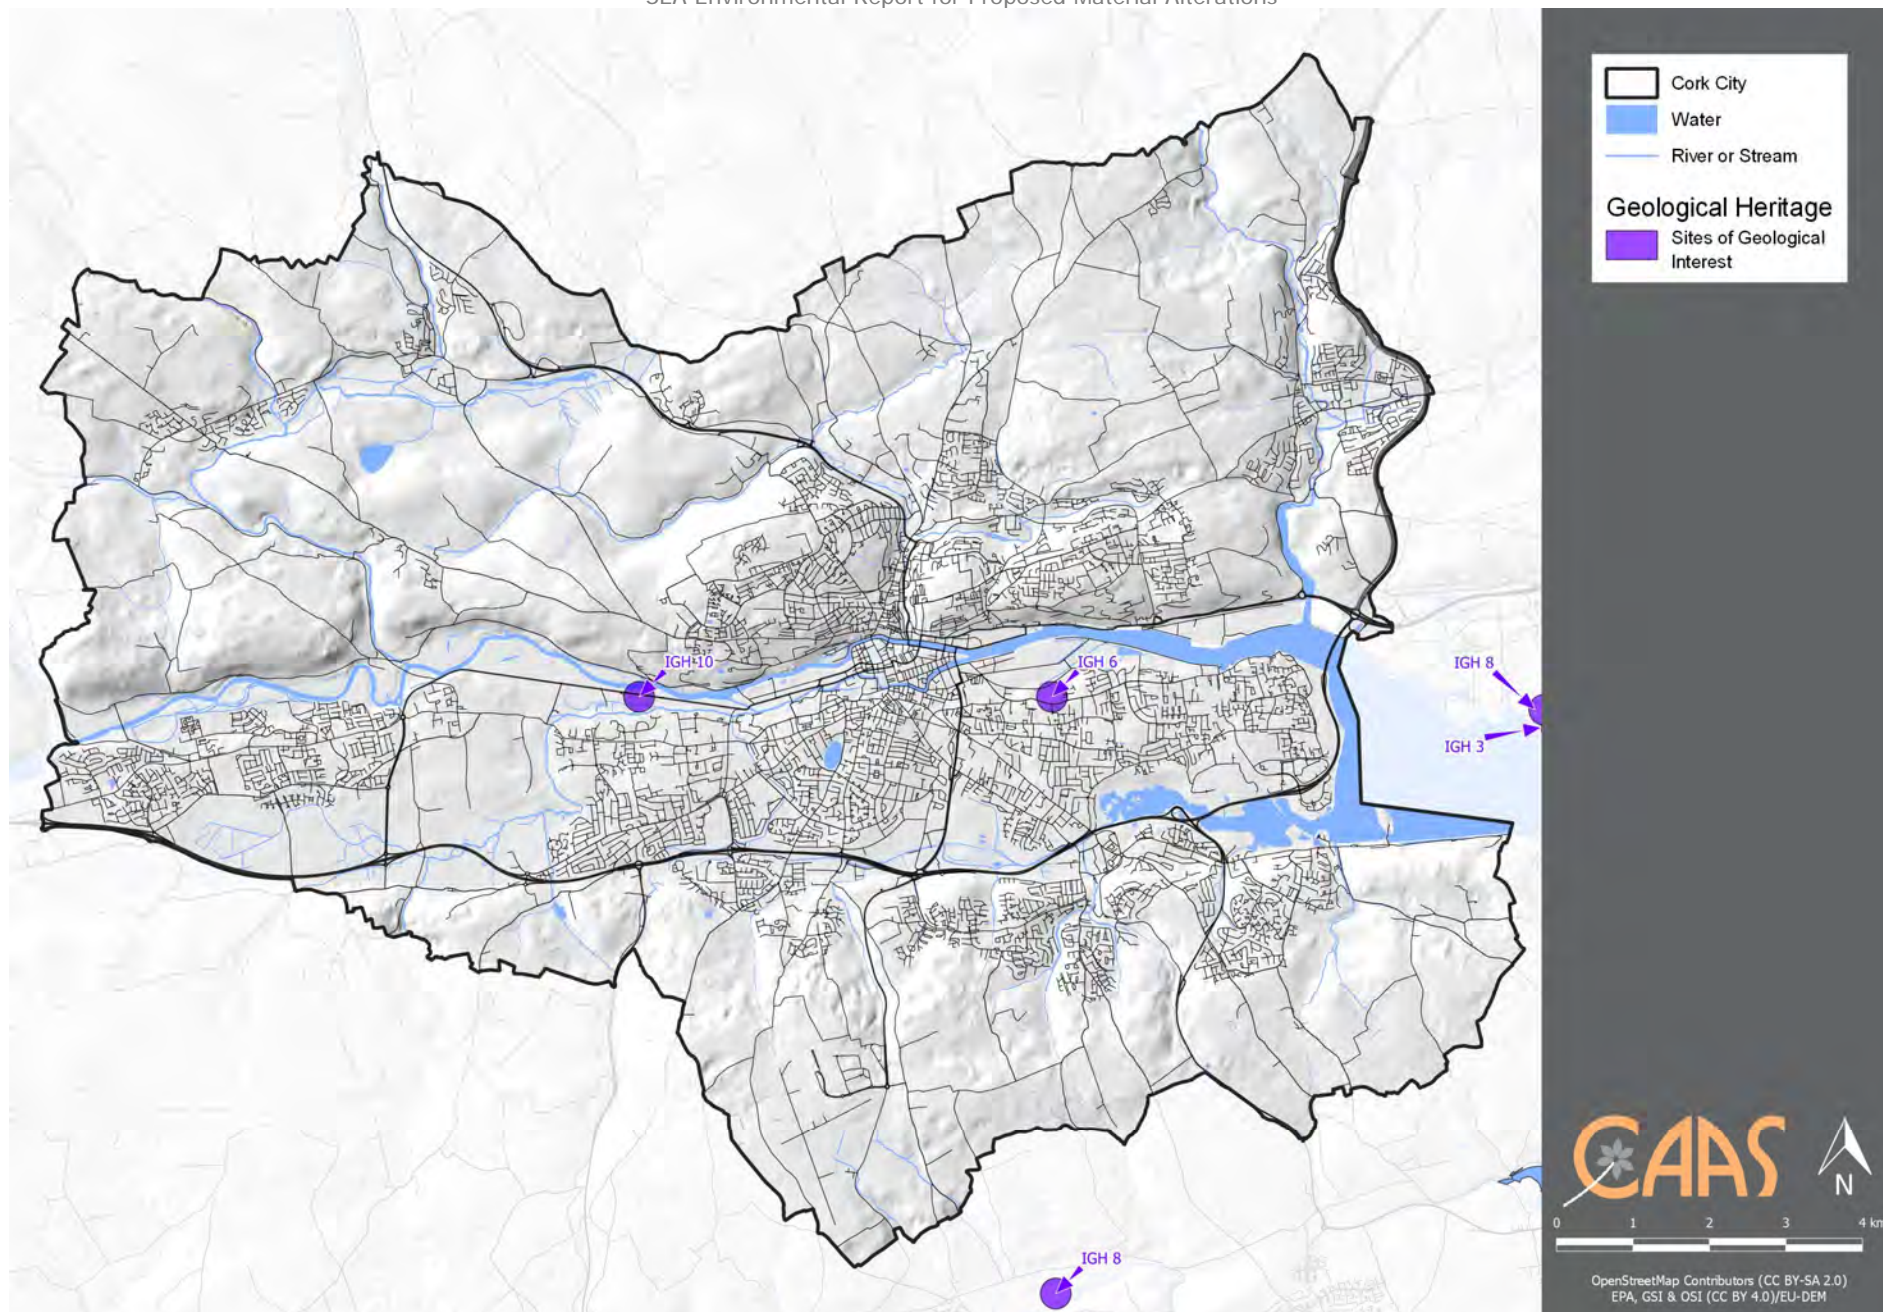 SEA Environmental Report for Proposed Material Alterations
Cork City
Water
River or Stream
Geological Heritage
Sites of Geological
Interest
IGH 10
IGH 6
IGH 8
IGH 3
IGH 8
CAAS
N
0 1 2 3 4 km
OpenStreetMap Contributors (CC BY-SA 2.0)
EPA, GSI & OSI (CC BY 4.0)/EU-DEM